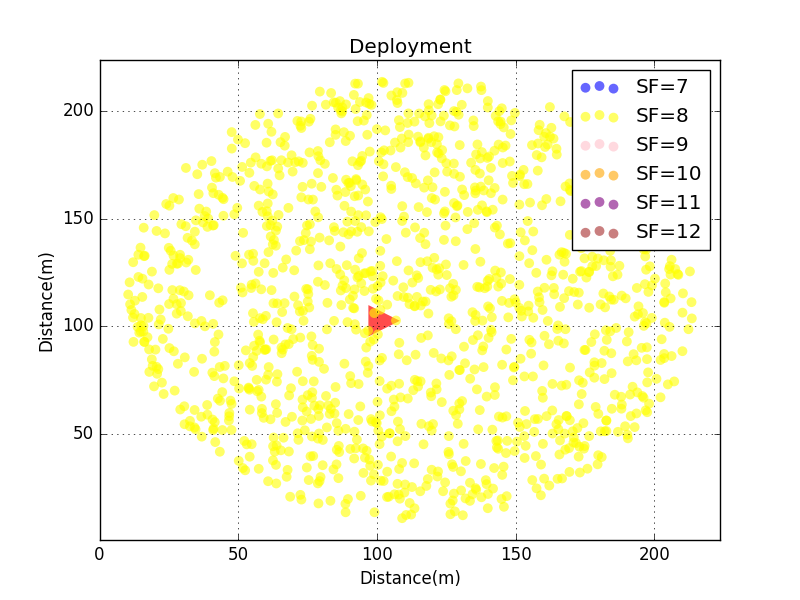 Deployment
SF=7
SF=8
SF=9
SF=10
SF=11
SF=12
200
150
100
50
0 50 100 150 200
Distance(m)
Distance(m)